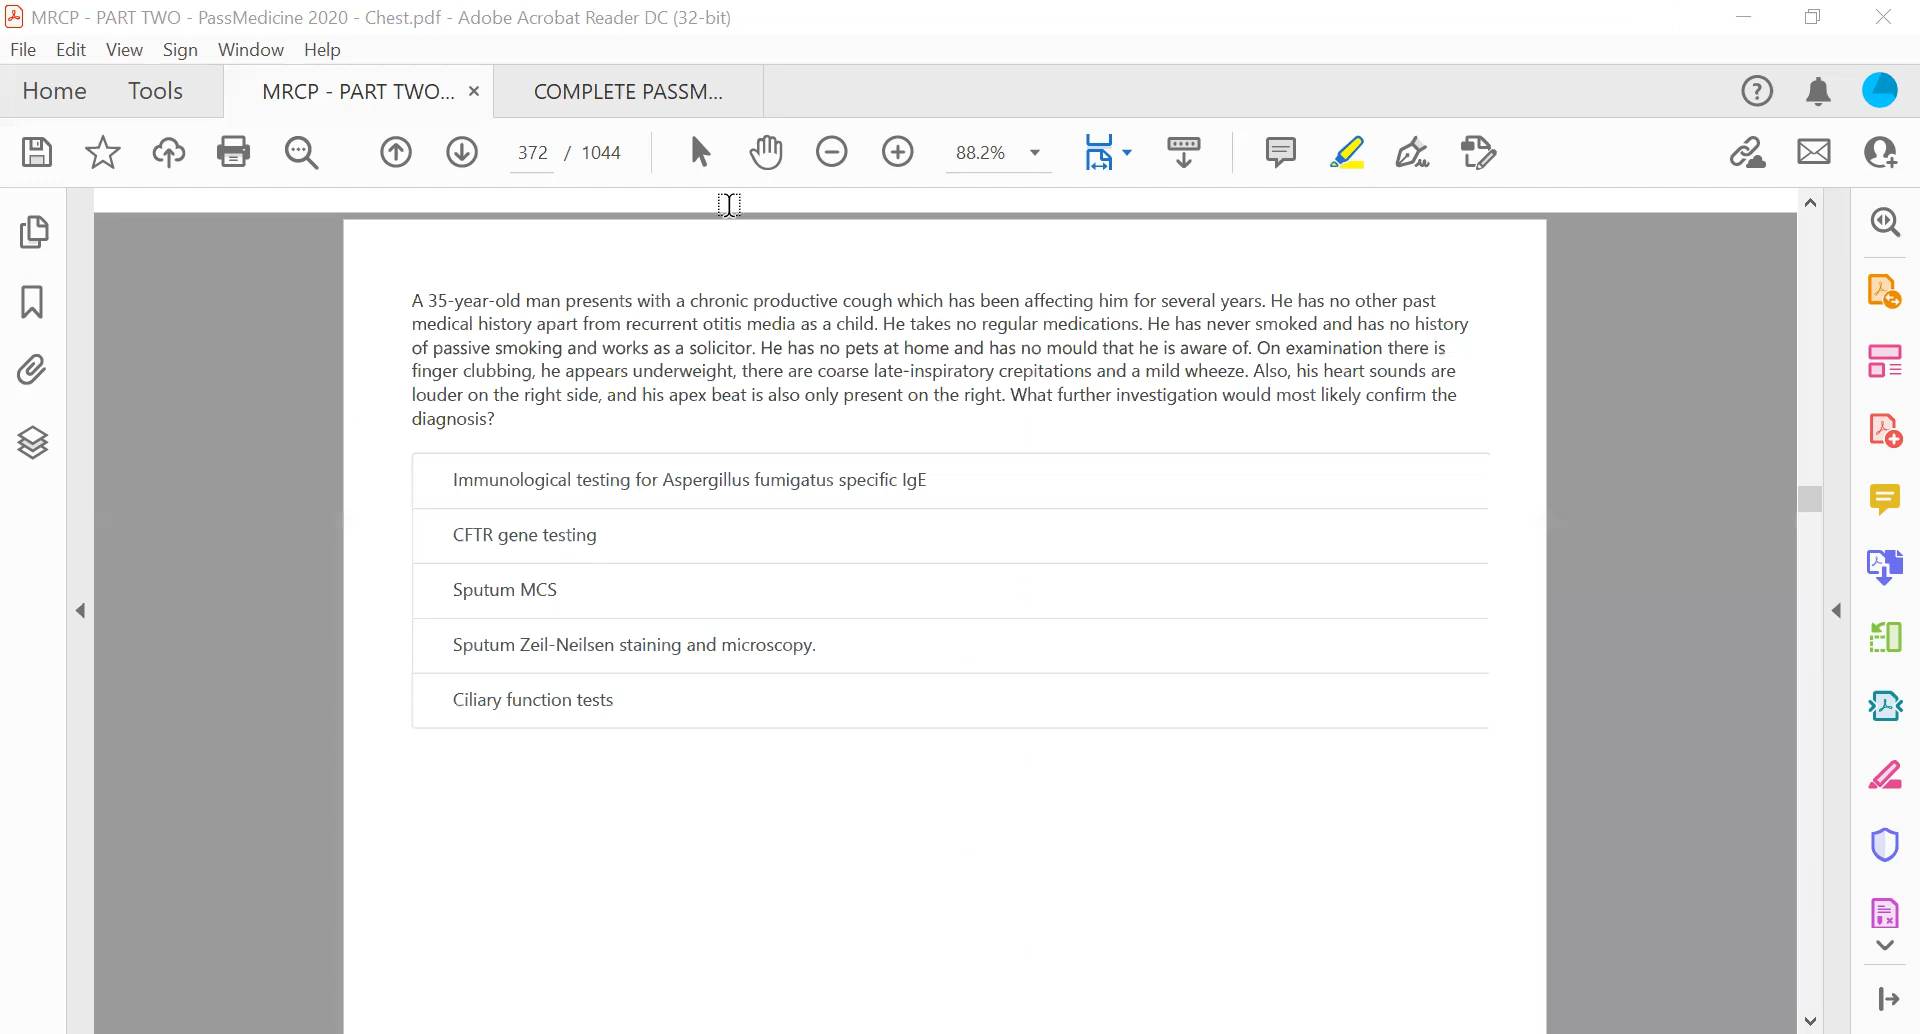 MRCP - PART TWO - PassMedicine 2020 - Chest.pdf - Adobe Acrobat Reader DC (32-bit)
File Edit View Sign Window Help
Home Tools MRCP - PART TWO... × COMPLETE PASSM...
372 / 1044 88.2%
A 35-year-old man presents with a chronic productive cough which has been affecting him for several years. He has no other past
medical history apart from recurrent otitis media as a child. He takes no regular medications. He has never smoked and has no history
of passive smoking and works as a solicitor. He has no pets at home and has no mould that he is aware of. On examination there is
finger clubbing, he appears underweight, there are coarse late-inspiratory crepitations and a mild wheeze. Also, his heart sounds are
louder on the right side, and his apex beat is also only present on the right. What further investigation would most likely confirm the
diagnosis?
Immunological testing for Aspergillus fumigatus specific IgE
CFTR gene testing
Sputum MCS
Sputum Zeil-Neilsen staining and microscopy.
Ciliary function tests